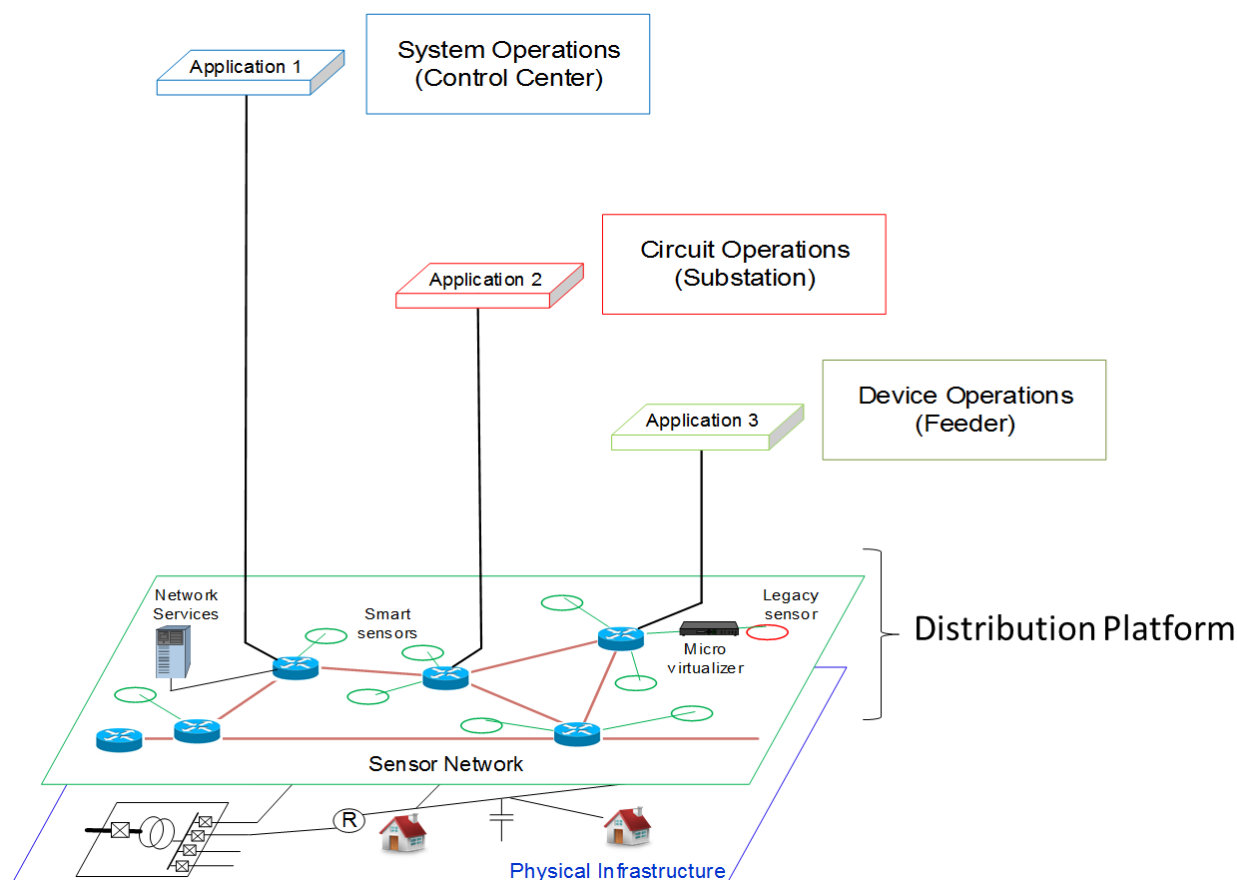 System Operations
(Control Center)
Application 1
Circuit Operations
(Substation)
Application 2
Device Operations
(Feeder)
Application 3
Network
Services
Smart
sensors
Legacy
sensor
Micro
virtualizer
Distribution Platform
Sensor Network
R
Physical Infrastructure